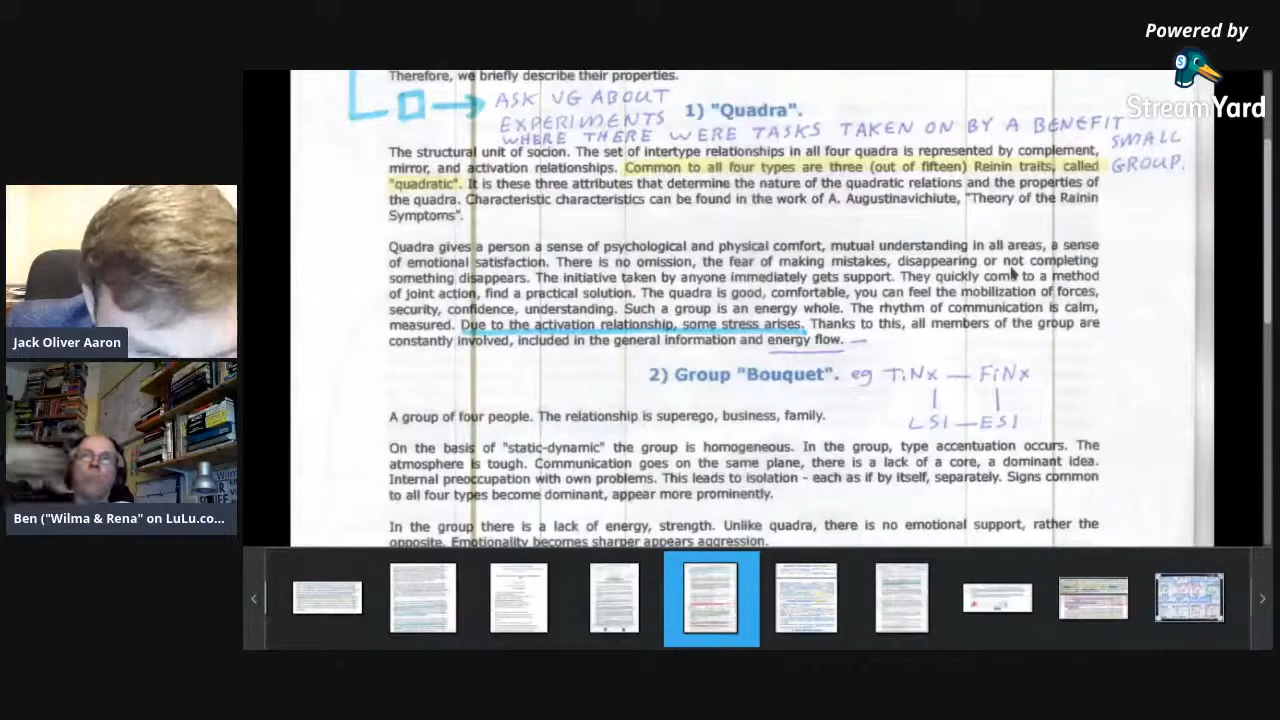 Powered by
StreamYard
Therefore, we briefly describe their properties.
ASK VG ABOUT
EXPERIMENTS
WHERE THERE WERE TASKS TAKEN ON BY A BENEFIT
SMALL
GROUP.
1) "Quadra".
The structural unit of socion. The set of intertype relationships in all four quadra is represented by complement,
mirror, and activation relationships. Common to all four types are three (out of fifteen) Reinin traits, called
"quadratic". It is these three attributes that determine the nature of the quadratic relations and the properties of
the quadra. Characteristic characteristics can be found in the work of A. Augustinavichiute, "Theory of the Rainin
Symptoms".
Quadra gives a person a sense of psychological and physical comfort, mutual understanding in all areas, a sense
of emotional satisfaction. There is no omission, the fear of making mistakes, disappearing or not completing
something disappears. The initiative taken by anyone immediately gets support. They quickly come to a method
of joint action, find a practical solution. The quadra is good, comfortable, you can feel the mobilization of forces,
security, confidence, understanding. Such a group is an energy whole. The rhythm of communication is calm,
measured. Due to the activation relationship, some stress arises. Thanks to this, all members of the group are
constantly involved, included in the general information and energy flow.
2) Group "Bouquet". eg TiNx — FiNx
LSI — ESI
A group of four people. The relationship is superego, business, family.
On the basis of "static-dynamic" the group is homogeneous. In the group, type accentuation occurs. The
atmosphere is tough. Communication goes on the same plane, there is a lack of a core, a dominant idea.
Internal preoccupation with own problems. This leads to isolation - each as if by itself, separately. Signs common
to all four types become dominant, appear more prominently.
In the group there is a lack of energy, strength. Unlike quadra, there is no emotional support, rather the
opposite. Emotionality becomes sharper appears aggression.
Jack Oliver Aaron
Ben ("Wilma & Rena" on LuLu.co...